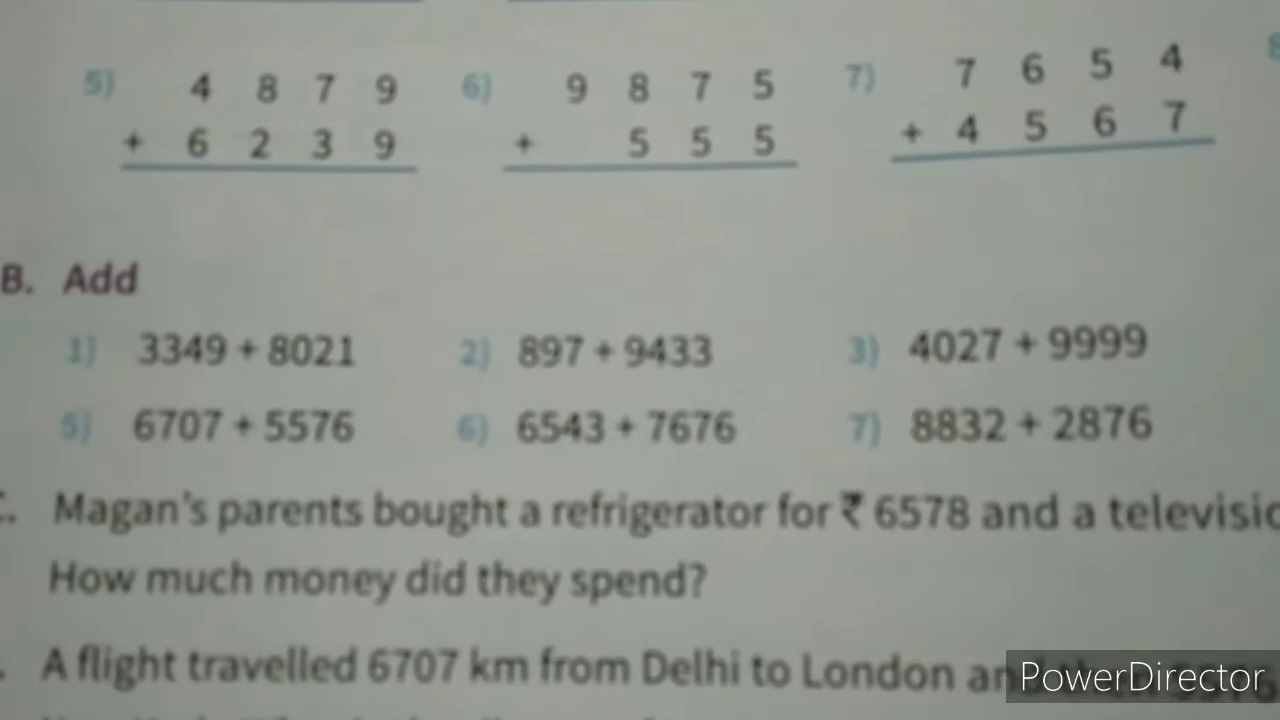 5) 4 8 7 9 6) 9 8 7 5 7) 7 6 5 4
+ 6 2 3 9 + 5 5 5 + 4 5 6 7
B. Add
1) 3349 + 8021 2) 897 + 9433 3) 4027 + 9999
5) 6707 + 5576 6) 6543 + 7676 7) 8832 + 2876
Magan's parents bought a refrigerator for ₹ 6578 and a
How much money did they spend?
A flight travelled 6707 km from Delhi to London
PowerDirector